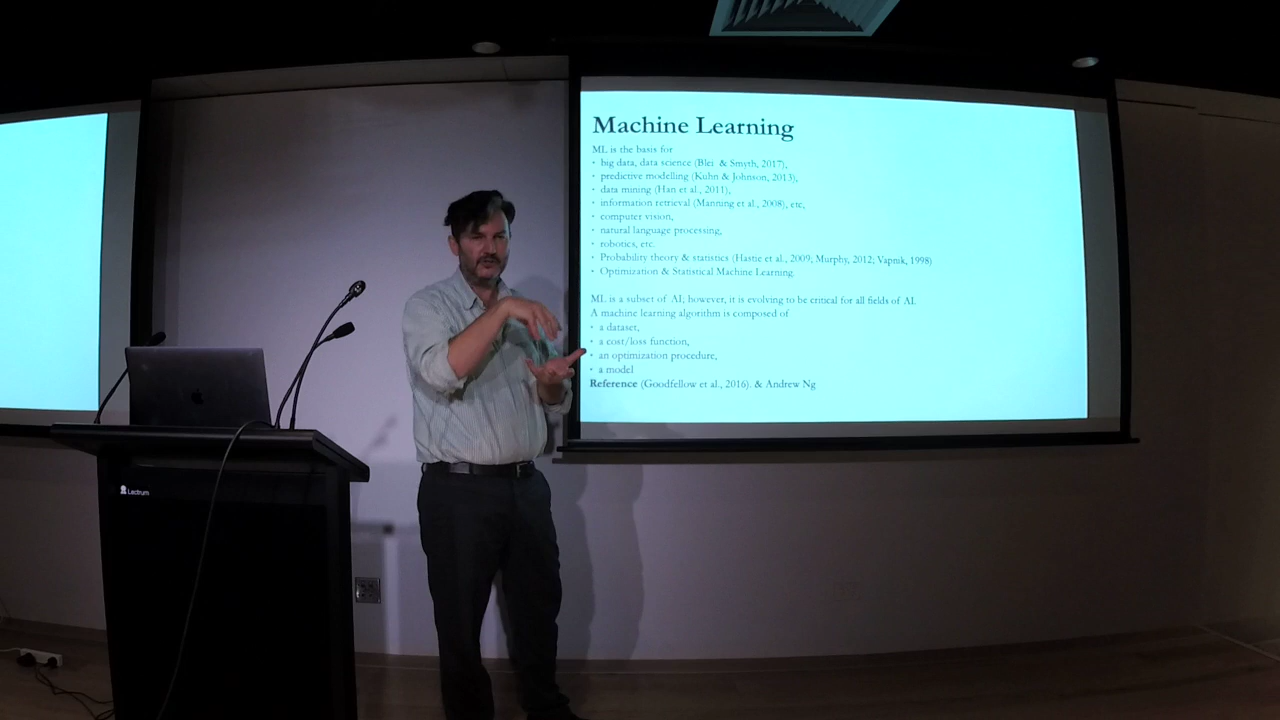 Machine Learning
ML is the basis for
• big data, data science (Blei & Smyth, 2017),
• predictive modelling (Kuhn & Johnson, 2013),
• data mining (Han et al., 2011),
• information retrieval (Manning et al., 2008), etc,
• computer vision,
• natural language processing,
• robotics, etc.
• Probability theory & statistics (Hastie et al., 2009; Murphy, 2012; Vapnik, 1998)
• Optimization & Statistical Machine Learning.
ML is a subset of AI; however, it is evolving to be critical for all fields of AI.
A machine learning algorithm is composed of
• a dataset,
• a cost/loss function,
• an optimization procedure,
• a model
Reference (Goodfellow et al., 2016). & Andrew Ng
Lectrum